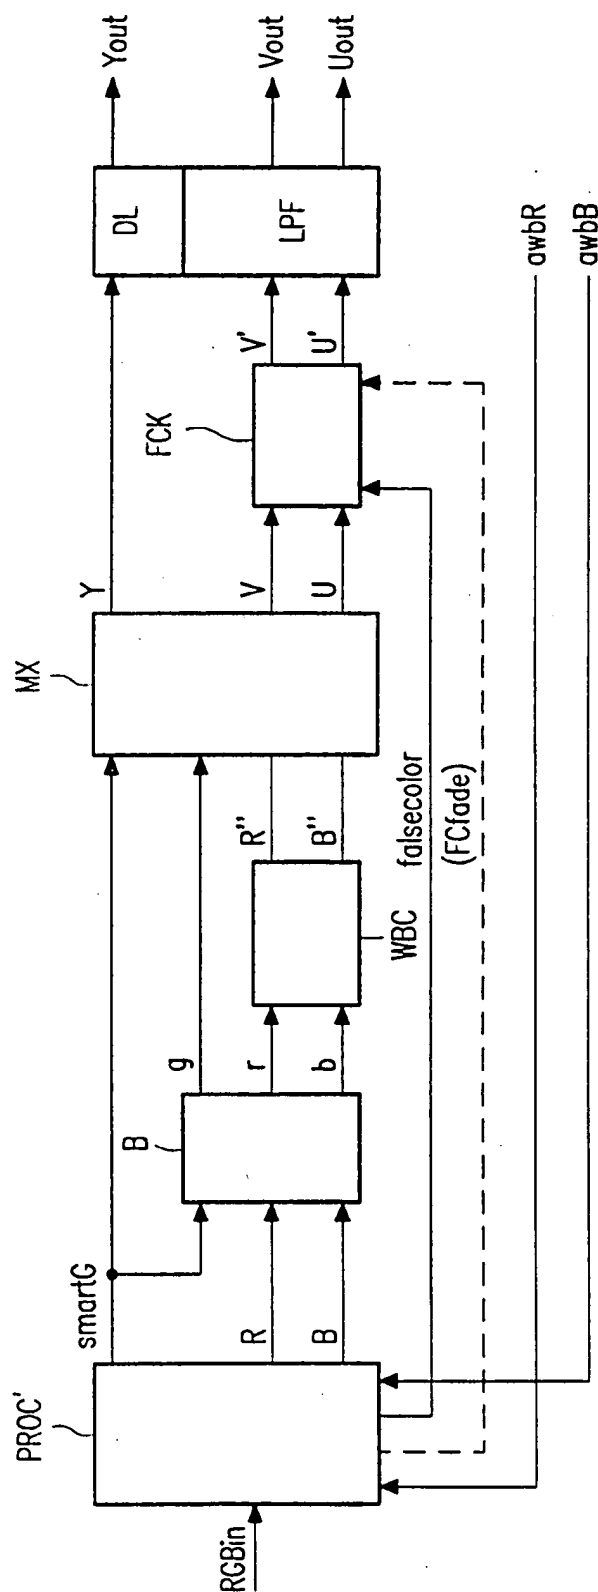 RGBin
PROC'
smartG
R
B
B
g
r
b
WBC
R''
B''
MX
Y
V
U
falsecolor
(FCfade)
FCK
V'
U'
DL
LPF
Yout
Vout
Uout
awbR
awbB